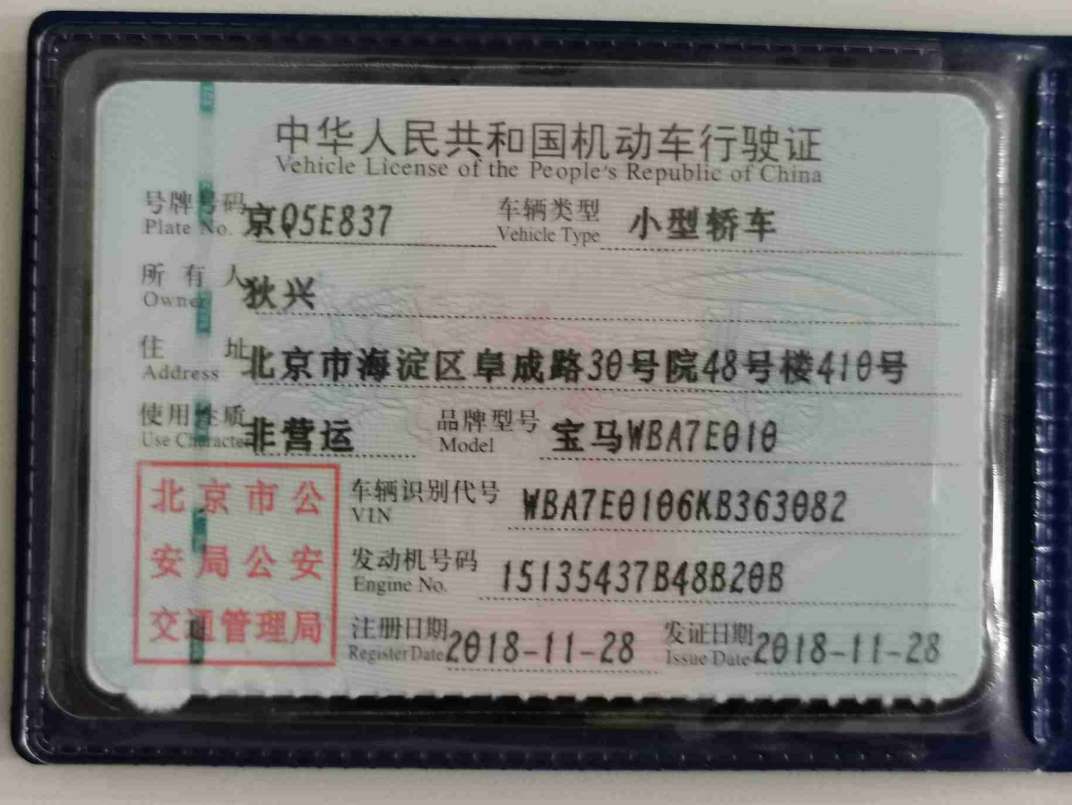 中华人民共和国机动车行驶证
Vehicle License of the People's Republic of China
号牌号码 京Q5E837 车辆类型 小型轿车
Plate No. Vehicle Type
所有人 狄兴
Owner
住址 北京市海淀区阜成路30号院48号楼410号
Address
使用性质 非营运 品牌型号 宝马WBA7E010
Use Character Model
北京市公
安局公安
交通管理局
车辆识别代号 WBA7E0106KB363082
VIN
发动机号码 15135437B48B20B
Engine No.
注册日期 2018-11-28 发证日期 2018-11-28
Register Date Issue Date